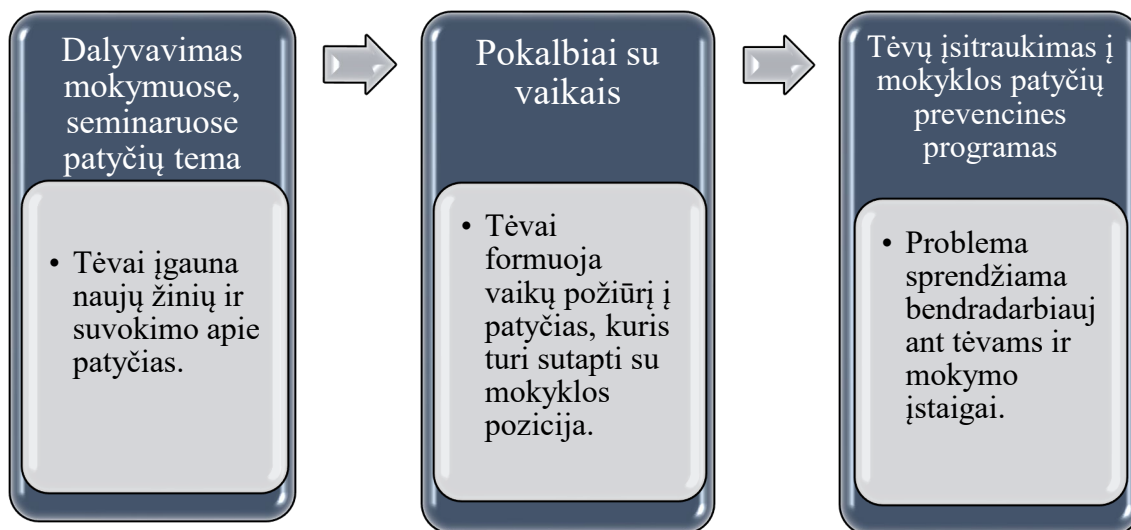 Dalyvavimas
mokymuose,
seminaruose
patyčių tema
• Tėvai įgauna
naujų žinių ir
suvokimo apie
patyčias.
Pokalbiai su
vaikais
• Tėvai
formuoja
vaikų požiūrį į
patyčias, kuris
turi sutapti su
mokyklos
pozicija.
Tėvų įsitraukimas į
mokyklos patyčių
prevencines
programas
• Problema
sprendžiama
bendradarbiauj
ant tėvams ir
mokymo
įstaigai.